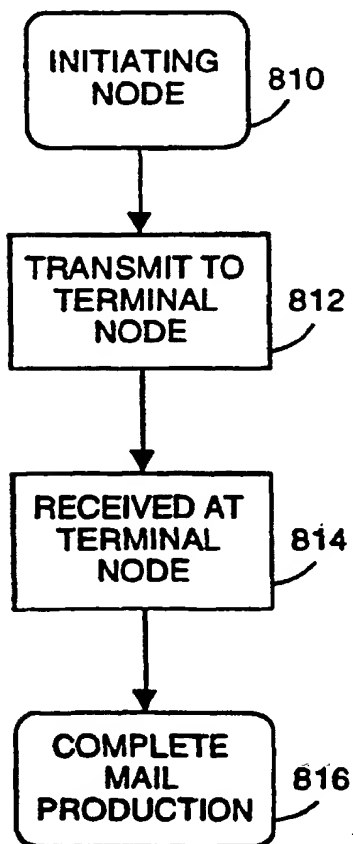 INITIATING
NODE
810
TRANSMIT TO
TERMINAL
NODE
812
RECEIVED AT
TERMINAL
NODE
814
COMPLETE
MAIL
PRODUCTION
816